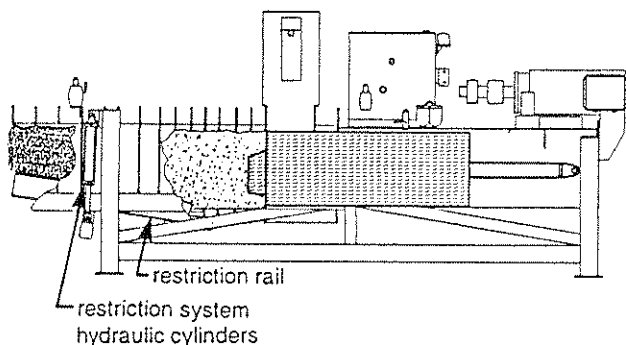 restriction rail
restriction system
hydraulic cylinders